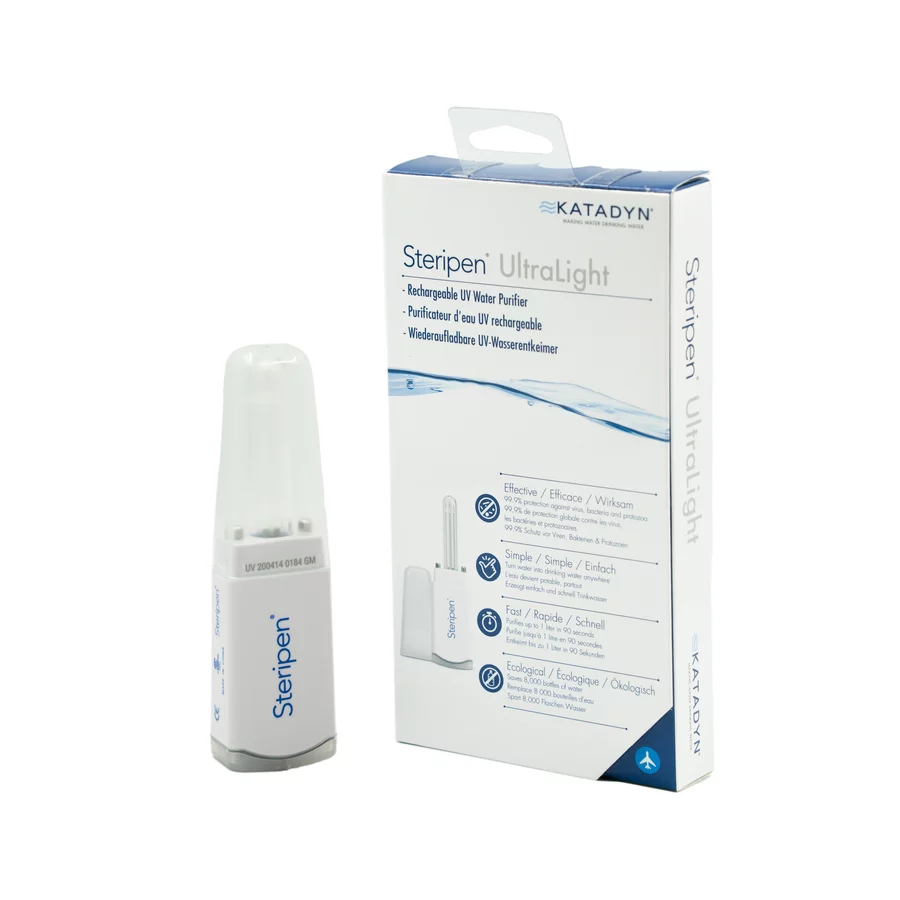 KATADYN®
MAKING WATER DRINKING WATER
Steripen® UltraLight
- Rechargeable UV Water Purifier
- Purificateur d'eau UV rechargeable
- Wiederaufladbare UV-Wasserentkeimer
Effective / Efficace / Wirksam
99.9% protection against virus, bacteria and protozoa
99.9% de protection globale contre les virus,
les bactéries et protozoaires.
99.9% Schutz vor Viren, Bakterien & Protozoen
Simple / Simple / Einfach
Turn water into drinking water anywhere
L'eau devient potable, partout
Erzeugt einfach und schnell Trinkwasser
Fast / Rapide / Schnell
Purifies up to 1 liter in 90 seconds
Purifie jusqu'à 1 litre en 90 secondes
Entkeimt bis zu 1 Liter in 90 Sekunden
Ecological / Écologique / Ökologisch
Saves 8,000 bottles of water
Remplace 8 000 bouteilles d'eau
Spart 8 000 Flaschen Wasser
Steripen
Steripen® UltraLight
KATADYN®
UV 200414 0184 GM
Steripen®
Steripen®
CE